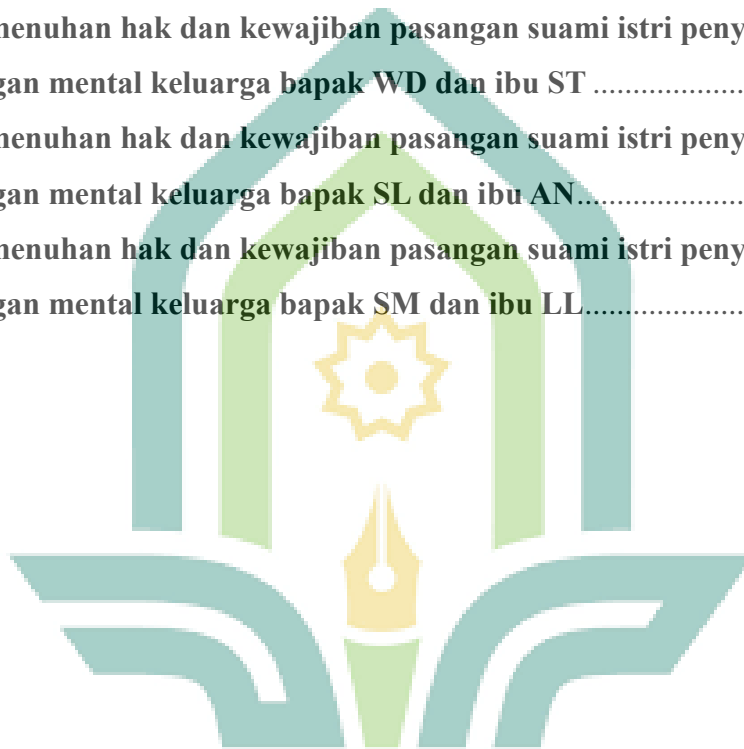 menuhan hak dan kewajiban pasangan suami istri peny
gan mental keluarga bapak WD dan ibu ST ...................
menuhan hak dan kewajiban pasangan suami istri peny
gan mental keluarga bapak SL dan ibu AN.....................
menuhan hak dan kewajiban pasangan suami istri peny
gan mental keluarga bapak SM dan ibu LL....................